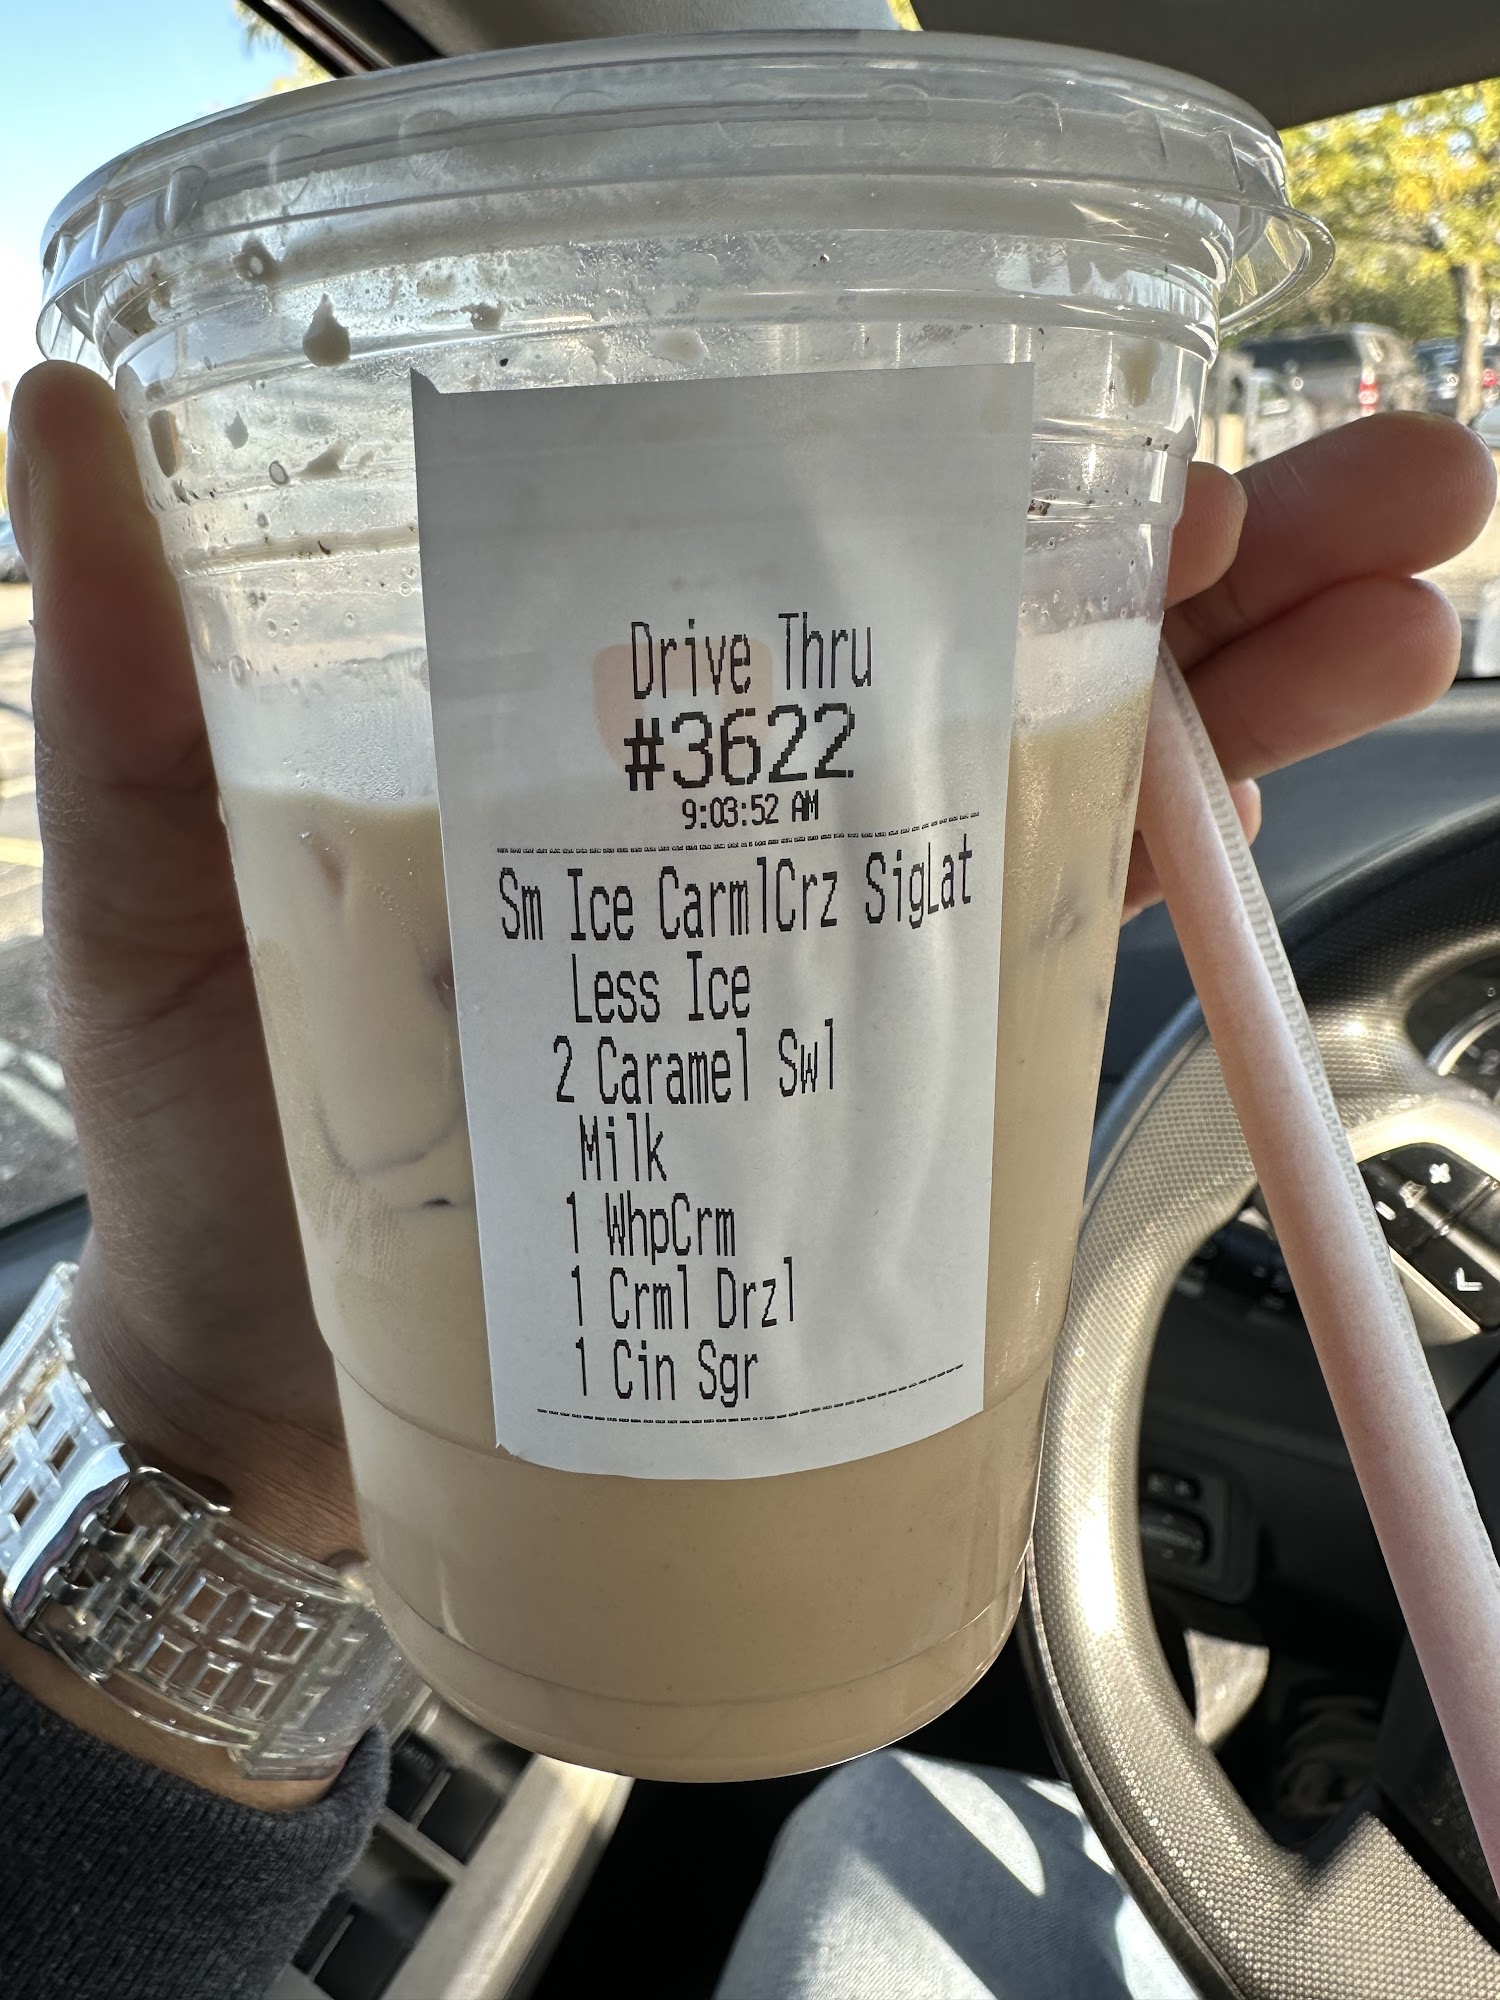 Drive Thru
#3622
9:03:52 AM
Sm Ice CarmlCrz SigLat
Less Ice
2 Caramel Swl
Milk
1 WhpCrm
1 Crml Drzl
1 Cin Sgr